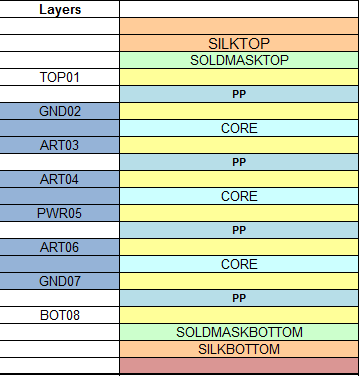 Layers
SILKTOP
SOLDMASKTOP
TOP01
PP
GND02
CORE
ART03
PP
ART04
CORE
PWR05
PP
ART06
CORE
GND07
PP
BOT08
SOLDMASKBOTTOM
SILKBOTTOM